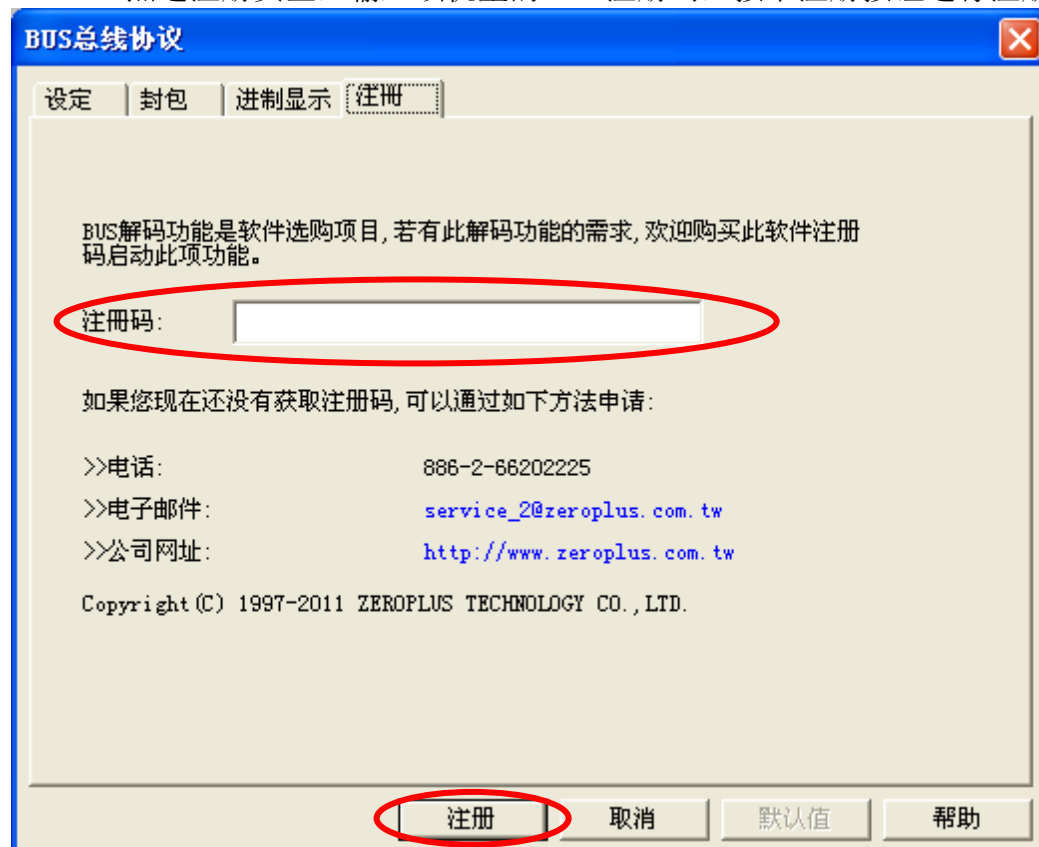 BUS总线协议
设定 封包 进制显示 注册
BUS解码功能是软件选购项目,若有此解码功能的需求,欢迎购买此软件注册
码启动此项功能。
注册码:
如果您现在还没有获取注册码,可以通过如下方法申请:
>>电话: 886-2-66202225
>>电子邮件: service_2@zeroplus.com.tw
>>公司网址: http://www.zeroplus.com.tw
Copyright(C) 1997-2011 ZEROPLUS TECHNOLOGY CO.,LTD.
注册 取消 默认值 帮助